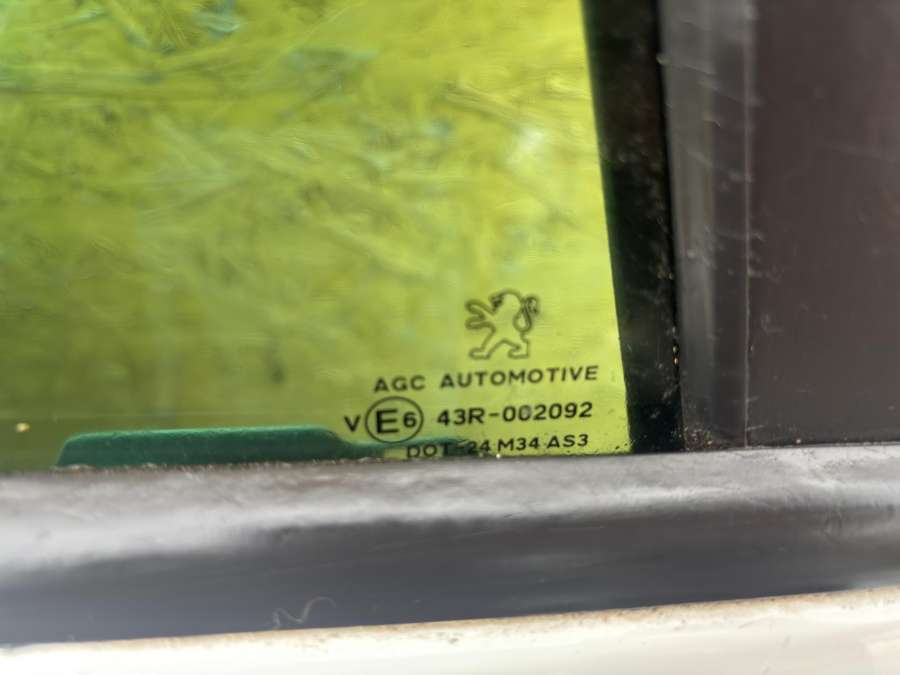 AGC AUTOMOTIVE
V E6 43R-002092
DOT-24 M34 AS3